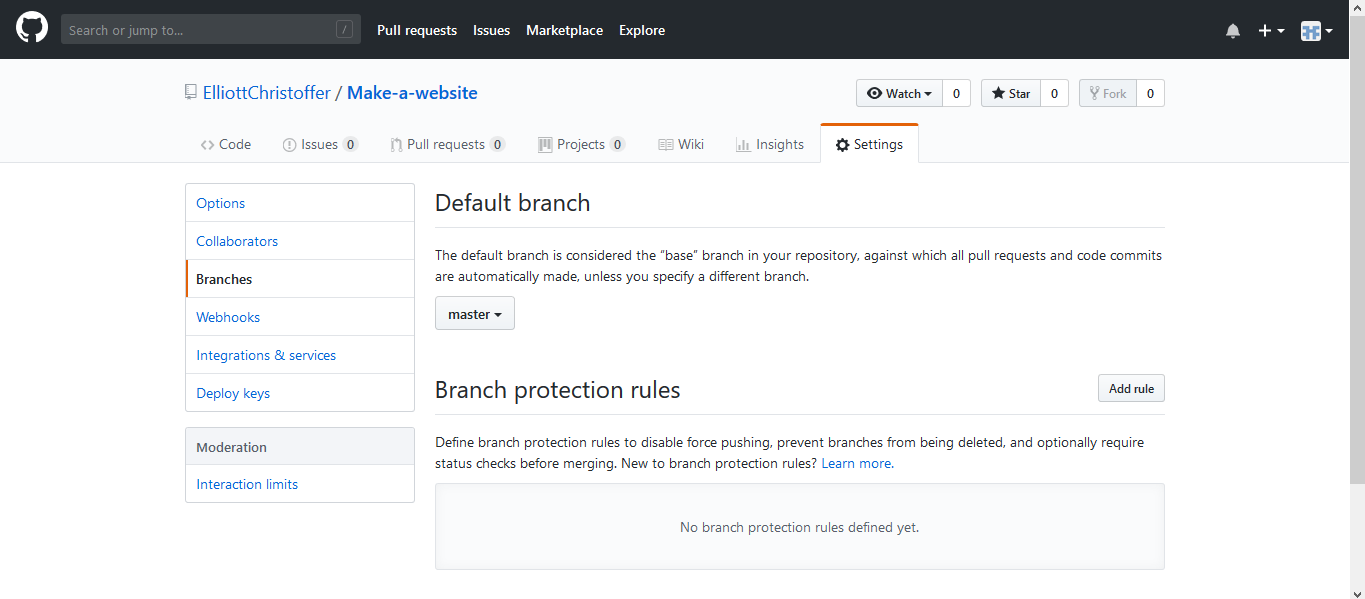 Search or jump to... /
Pull requests Issues Marketplace Explore
ElliottChristoffer / Make-a-website
Watch 0 Star 0 Fork 0
Code Issues 0 Pull requests 0 Projects 0 Wiki Insights Settings
Options
Collaborators
Branches
Webhooks
Integrations & services
Deploy keys
Moderation
Interaction limits
Default branch
The default branch is considered the “base” branch in your repository, against which all pull requests and code commits
are automatically made, unless you specify a different branch.
master
Branch protection rules
Add rule
Define branch protection rules to disable force pushing, prevent branches from being deleted, and optionally require
status checks before merging. New to branch protection rules? Learn more.
No branch protection rules defined yet.